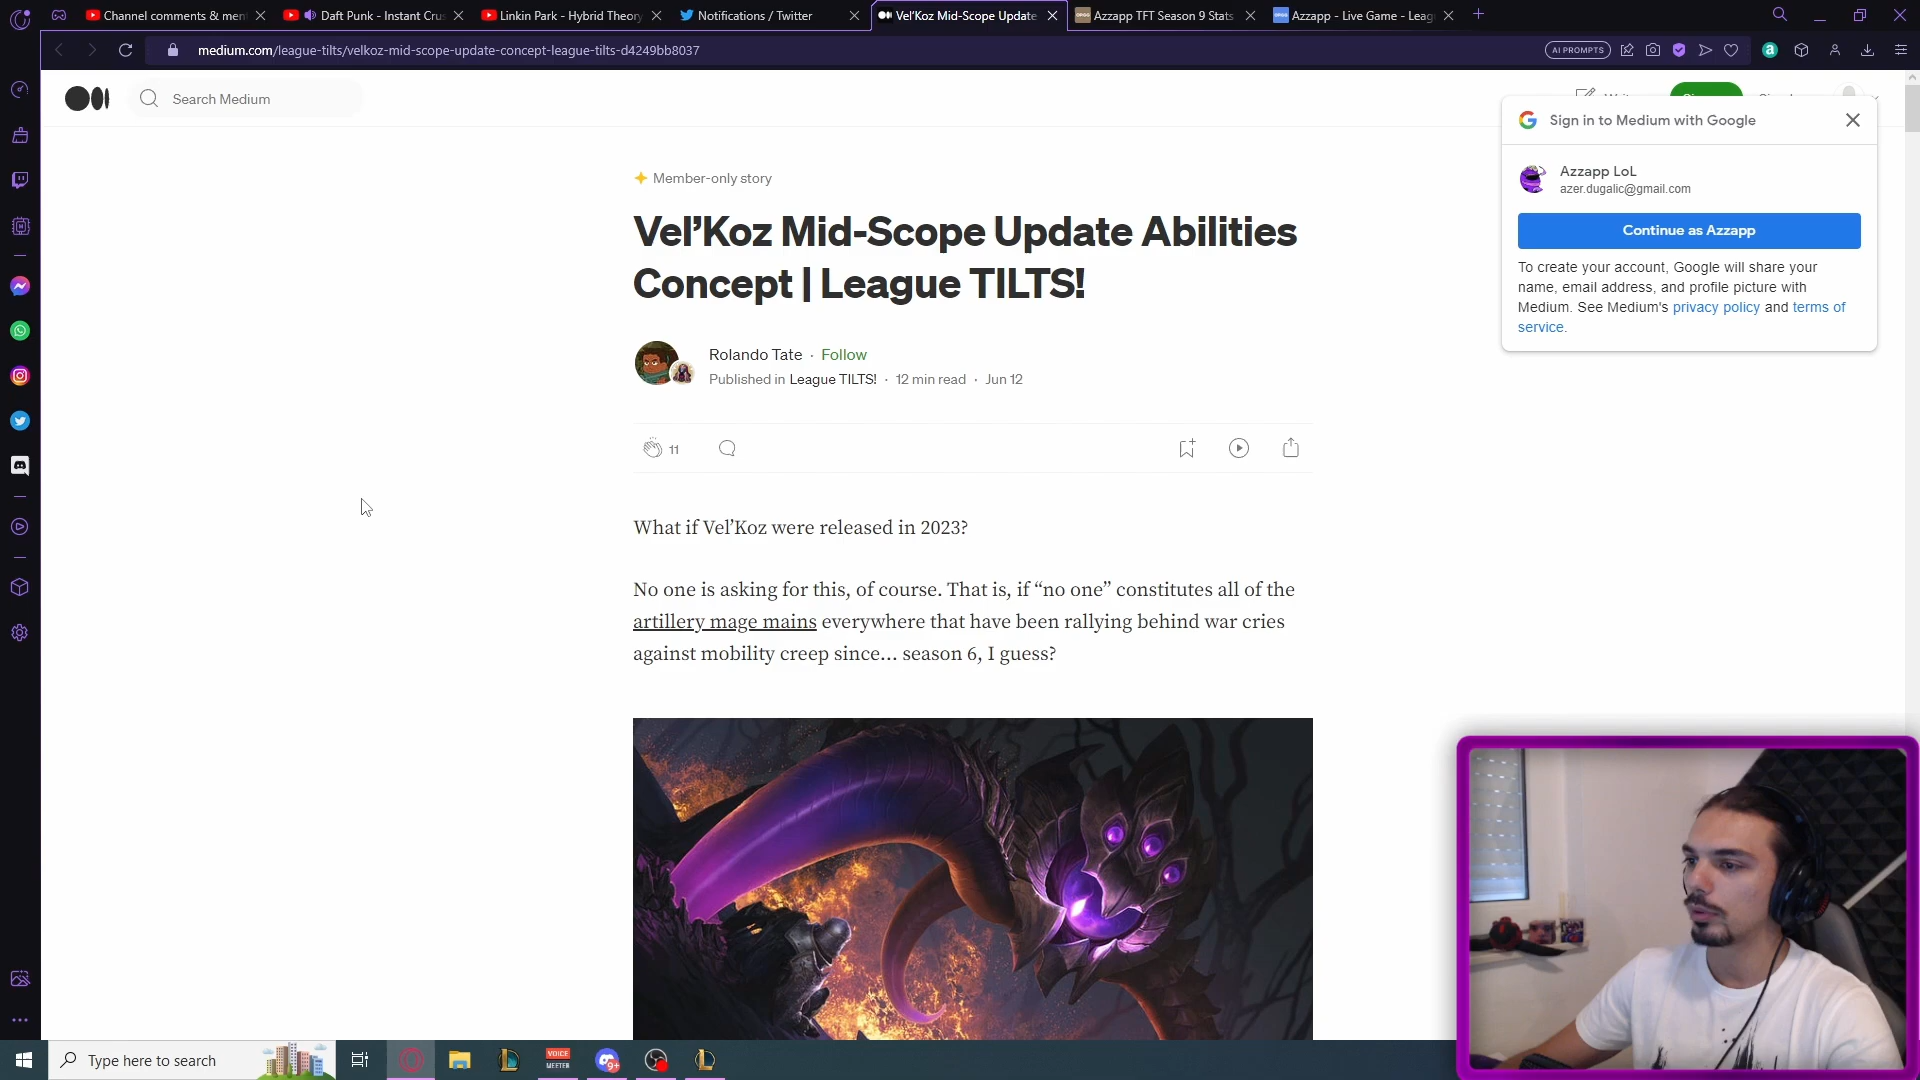 Channel comments & men
Daft Punk - Instant Crus
Linkin Park - Hybrid Theory
Notifications / Twitter
Vel'Koz Mid-Scope Update
Azzapp TFT Season 9 Stats
Azzapp - Live Game - Leag
medium.com/league-tilts/velkoz-mid-scope-update-concept-league-tilts-d4249bb8037
AI PROMPTS
Search Medium
Sign in to Medium with Google
Azzapp LoL
azer.dugalic@gmail.com
Continue as Azzapp
To create your account, Google will share your
name, email address, and profile picture with
Medium. See Medium's privacy policy and terms of
service.
Member-only story
Vel’Koz Mid-Scope Update Abilities
Concept | League TILTS!
Rolando Tate · Follow
Published in League TILTS! · 12 min read · Jun 12
11
What if Vel’Koz were released in 2023?
No one is asking for this, of course. That is, if “no one” constitutes all of the
artillery mage mains everywhere that have been rallying behind war cries
against mobility creep since… season 6, I guess?
Type here to search
VOICE
MEETER
9+